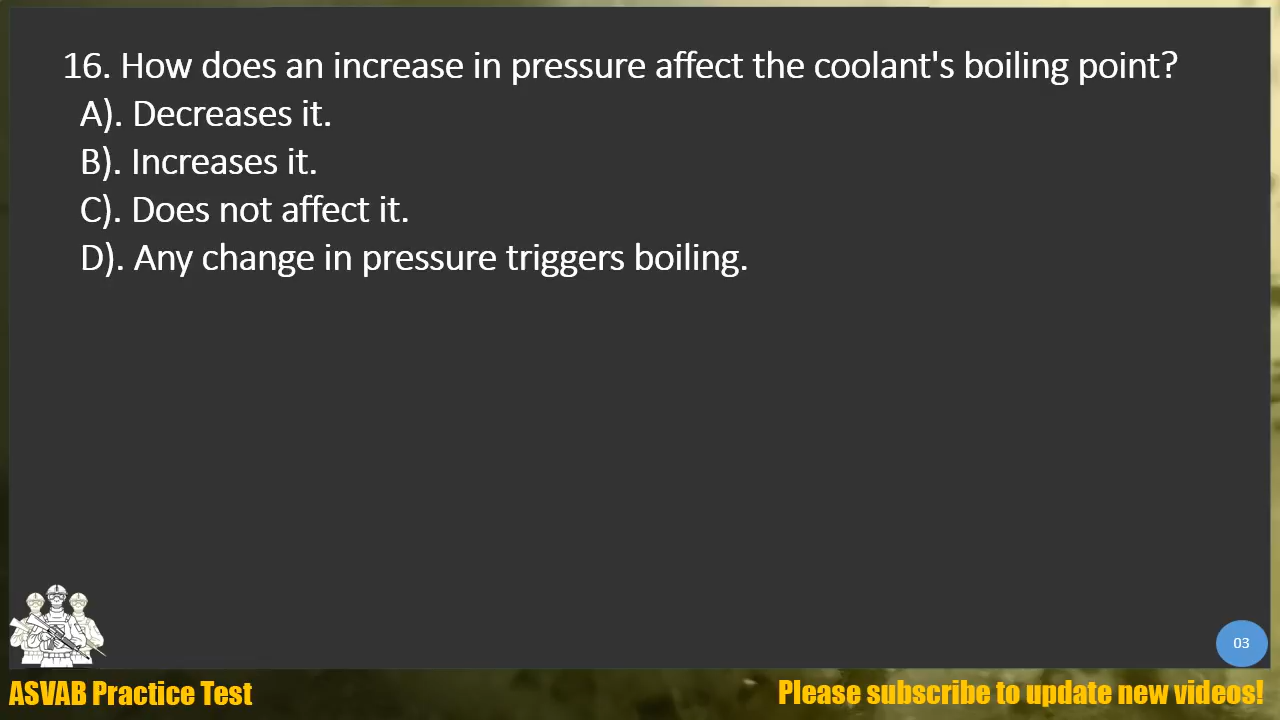 16. How does an increase in pressure affect the coolant's boiling point?
A). Decreases it.
B). Increases it.
C). Does not affect it.
D). Any change in pressure triggers boiling.
03
ASVAB Practice Test
Please subscribe to update new videos!